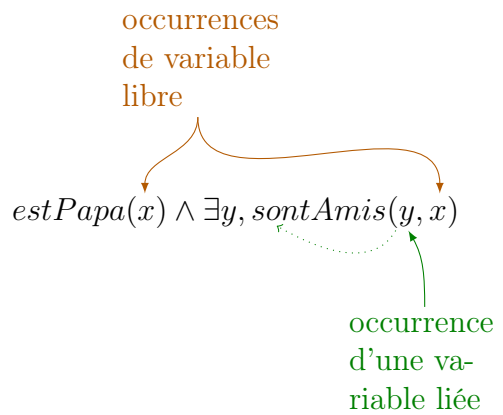 occurrences
de variable
libre
estPapa(x) ∧ ∃y, sontAmis(y, x)
occurrence
d'une va-
riable liée